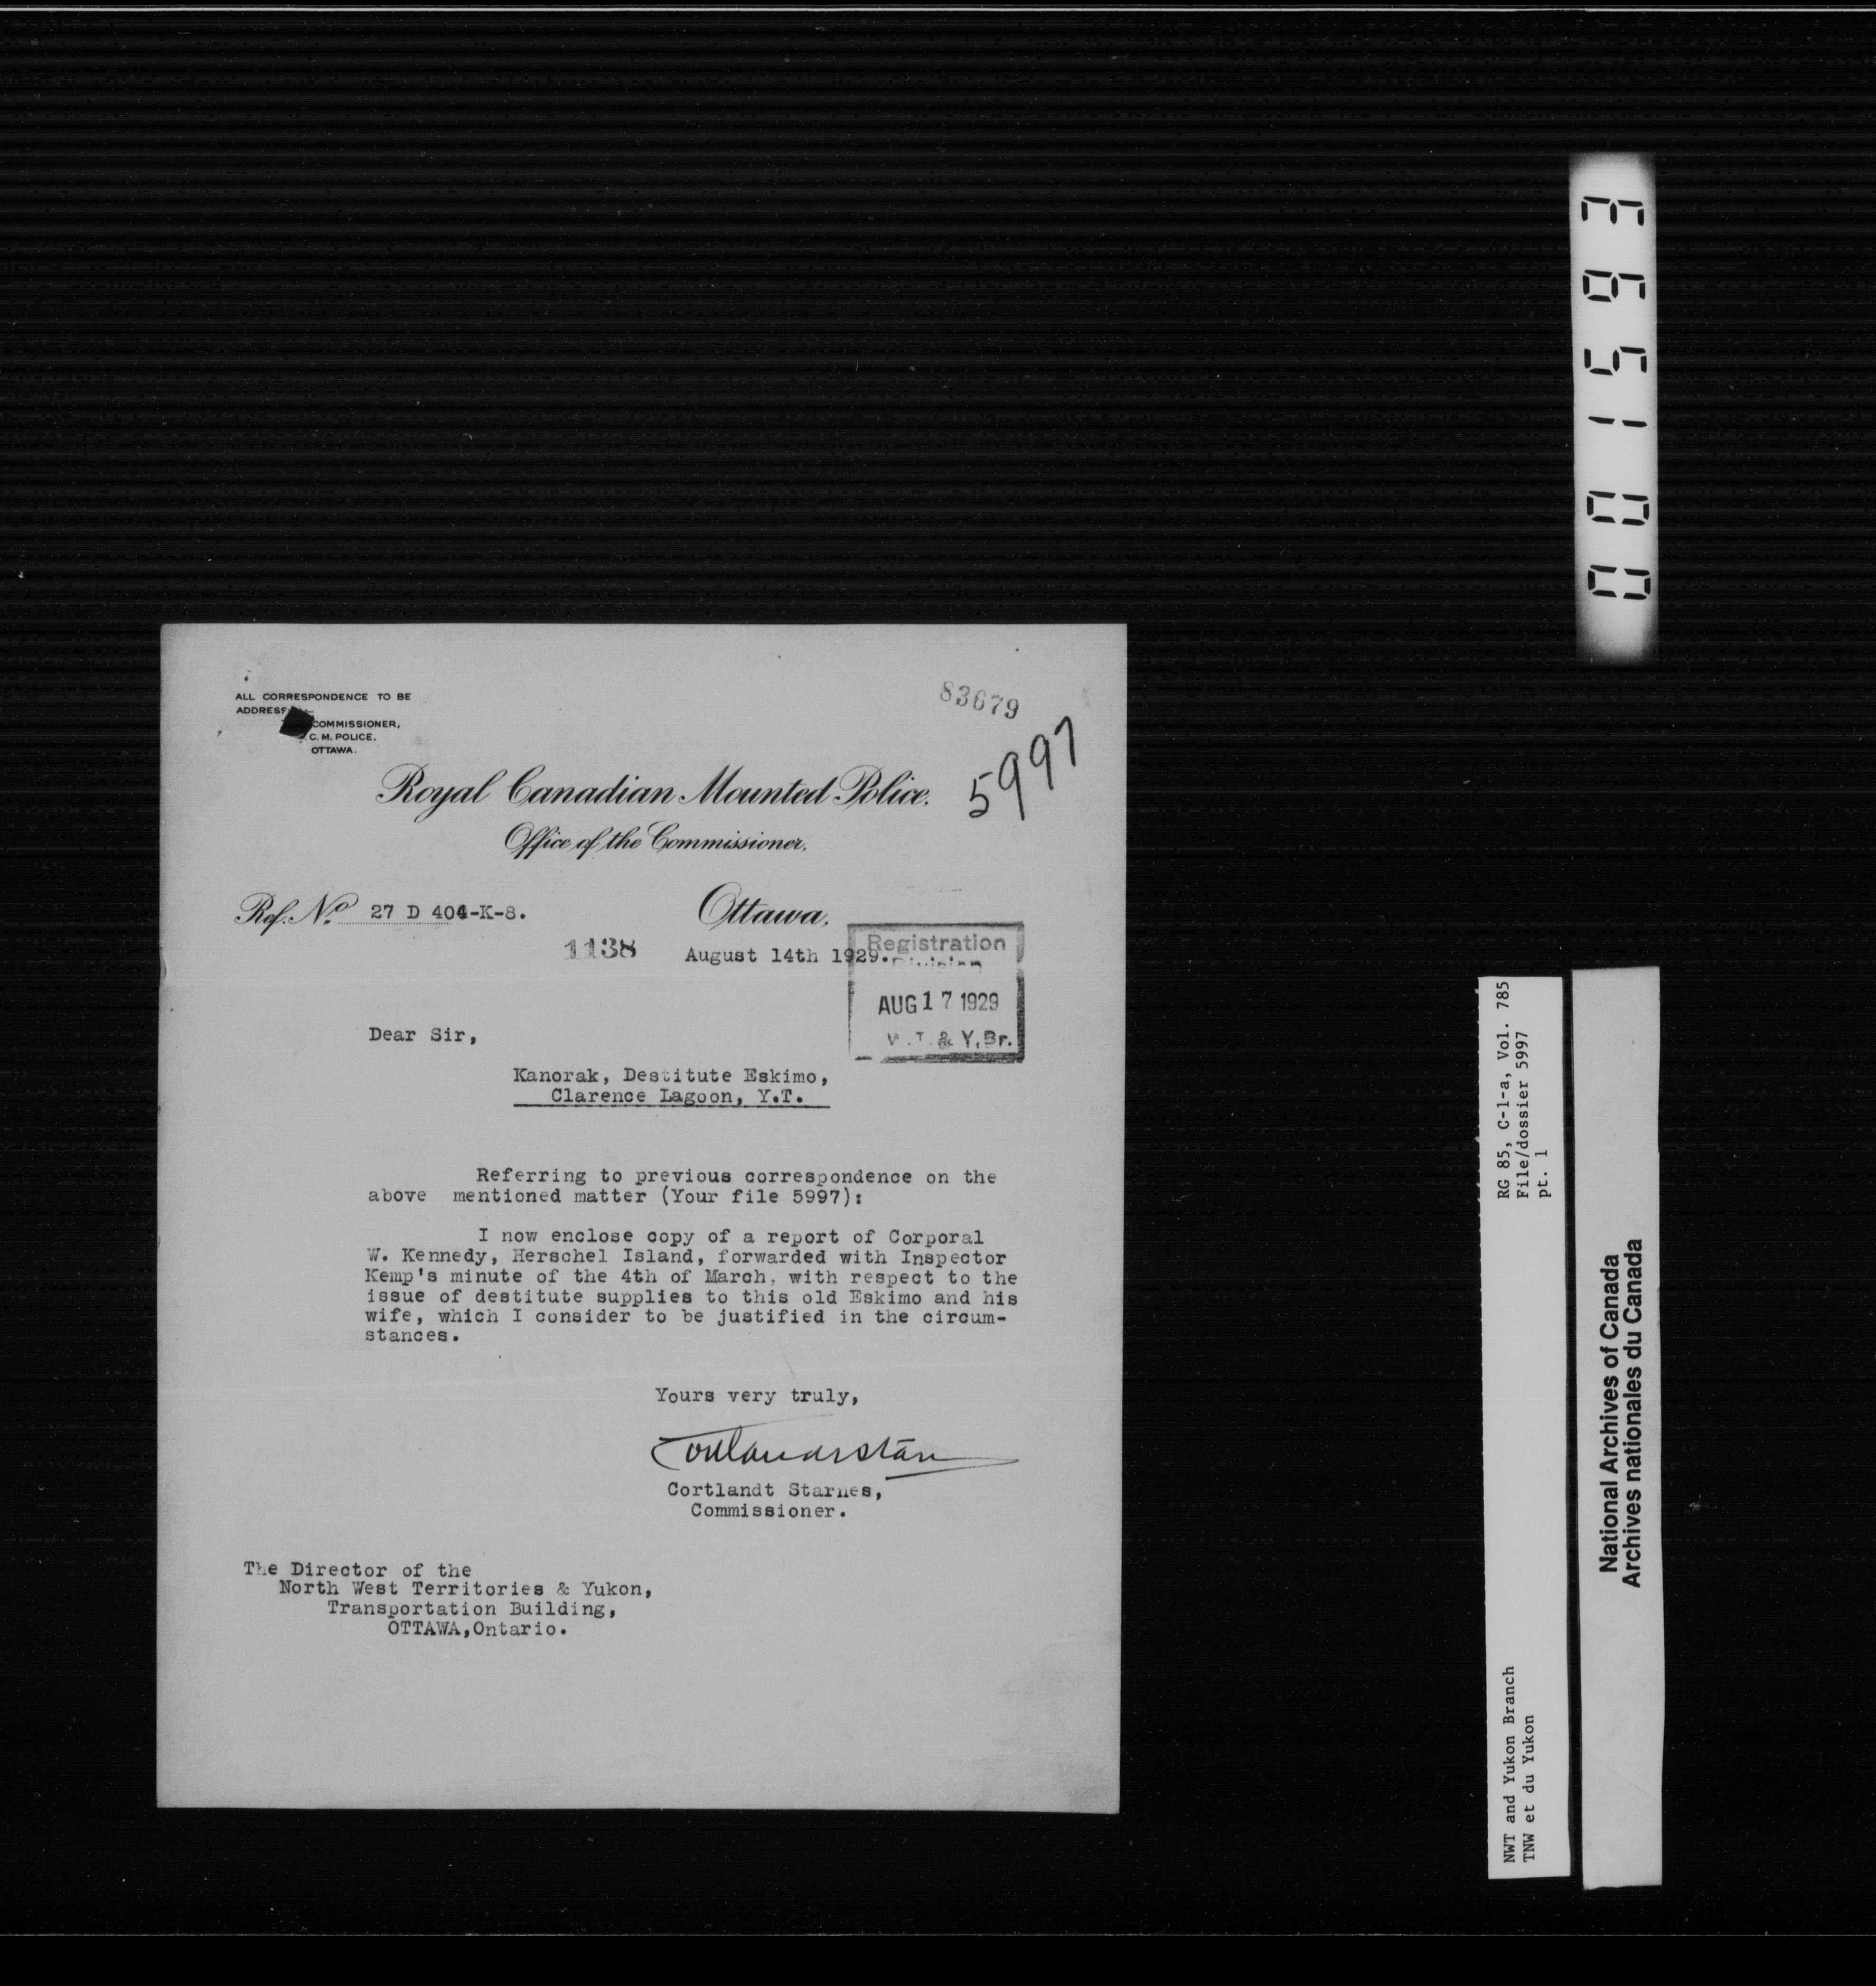 ALL CORRESPONDENCE TO BE
COMMISSIONER,
C. M. POLICE,
OTTAWA.
83679
5997
Royal Canadian Mounted Police.
Office of the Commissioner,
Ref. No. 27 D 404-K-8.
Ottawa,
1138
August 14th 1929.
Registration
Division
AUG 17 1929
& Y. Br.
Dear Sir,
Kanorak, Destitute Eskimo,
Clarence Lagoon, Y.T.
Referring to previous correspondence on the
above mentioned matter (Your file 5997):
I now enclose copy of a report of Corporal
W. Kennedy, Herschel Island, forwarded with Inspector
Kemp's minute of the 4th of March, with respect to the
issue of destitute supplies to this old Eskimo and his
wife, which I consider to be justified in the circum-
stances.
Yours very truly,
Cortlandt Starnes,
Commissioner.
The Director of the
North West Territories & Yukon,
Transportation Building,
OTTAWA,Ontario.
001593
RG 85, C-1-a, Vol. 785
File/dossier 5997
pt. 1
NWT and Yukon Branch
TNW et du Yukon
National Archives of Canada
Archives nationales du Canada